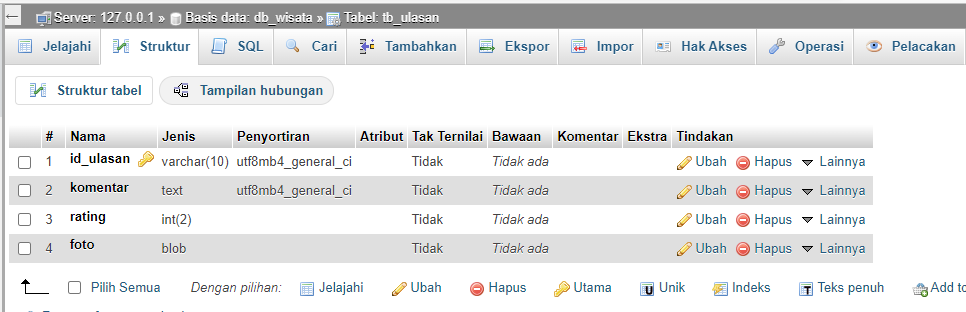 Server: 127.0.0.1 » Basis data: db_wisata » Tabel: tb_ulasan
Jelajahi Struktur SQL Cari Tambahkan Ekspor Impor Hak Akses Operasi Pelacakan
Struktur tabel Tampilan hubungan
# Nama Jenis Penyortiran Atribut Tak Ternilai Bawaan Komentar Ekstra Tindakan
1 id_ulasan varchar(10) utf8mb4_general_ci Tidak Tidak ada Ubah Hapus Lainnya
2 komentar text utf8mb4_general_ci Tidak Tidak ada Ubah Hapus Lainnya
3 rating int(2) Tidak Tidak ada Ubah Hapus Lainnya
4 foto blob Tidak Tidak ada Ubah Hapus Lainnya
Pilih Semua Dengan pilihan: Jelajahi Ubah Hapus Utama Unik Indeks Teks penuh Add to